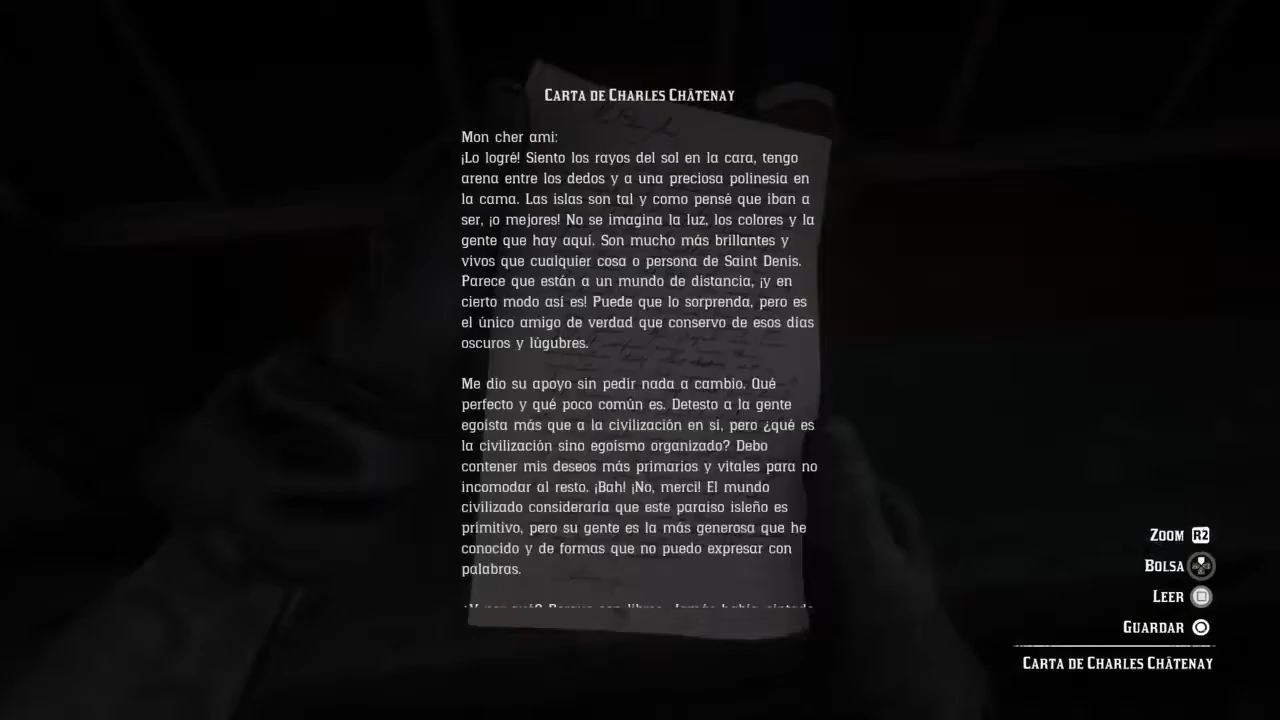 CARTA DE CHARLES CHÂTENAY
Mon cher ami:
¡Lo logré! Siento los rayos del sol en la cara, tengo
arena entre los dedos y a una preciosa polinesia en
la cama. Las islas son tal y como pensé que iban a
ser, ¡o mejores! No se imagina la luz, los colores y la
gente que hay aquí. Son mucho más brillantes y
vivos que cualquier cosa o persona de Saint Denis.
Parece que están a un mundo de distancia, ¡y en
cierto modo así es! Puede que lo sorprenda, pero es
el único amigo de verdad que conservo de esos días
oscuros y lúgubres.
Me dio su apoyo sin pedir nada a cambio. Qué
perfecto y qué poco común es. Detesto a la gente
egoísta más que a la civilización en sí, pero ¿qué es
la civilización sino egoísmo organizado? Debo
contener mis deseos más primarios y vitales para no
incomodar al resto. ¡Bah! ¡No, merci! El mundo
civilizado consideraría que este paraíso isleño es
primitivo, pero su gente es la más generosa que he
conocido y de formas que no puedo expresar con
palabras.
¿Y por qué? Porque son libres. Jamás había pintado
ZOOM R2
BOLSA
LEER
GUARDAR
CARTA DE CHARLES CHÂTENAY